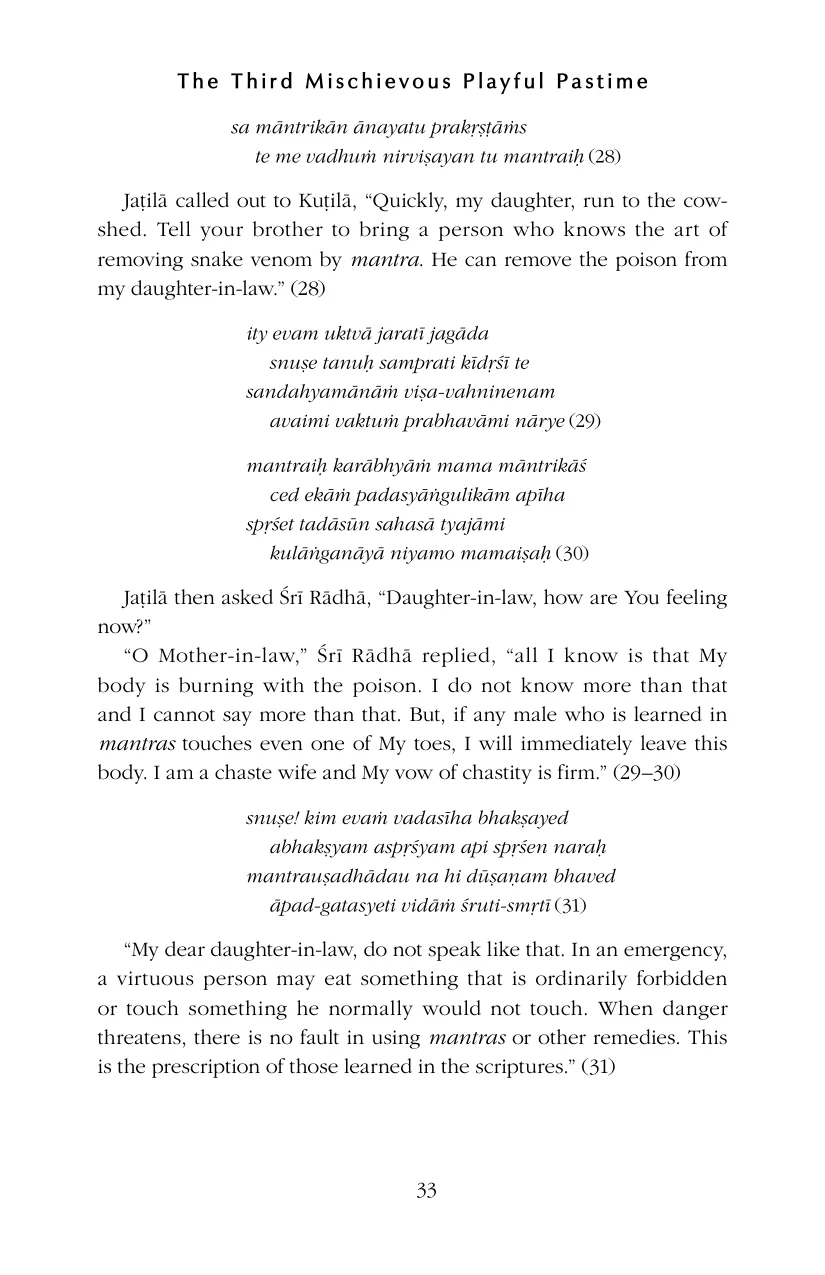 The Third Mischievous Playful Pastime
sa māntrikān ānayatu prakṛṣṭāṁs
te me vadhuṁ nirviṣayan tu mantraiḥ (28)
Jaṭilā called out to Kuṭilā, “Quickly, my daughter, run to the cow-
shed. Tell your brother to bring a person who knows the art of
removing snake venom by mantra. He can remove the poison from
my daughter-in-law.” (28)
ity evam uktvā jaratī jagāda
snuṣe tanuḥ samprati kīdṛśī te
sandahyamānāṁ viṣa-vahninenam
avaimi vaktuṁ prabhavāmi nārye (29)
mantraiḥ karābhyāṁ mama māntrikāś
ced ekāṁ padasyāṅgulikām apīha
spṛśet tadāsūn sahasā tyajāmi
kulāṅganāyā niyamo mamaiṣaḥ (30)
Jaṭilā then asked Śrī Rādhā, “Daughter-in-law, how are You feeling
now?”
“O Mother-in-law,” Śrī Rādhā replied, “all I know is that My
body is burning with the poison. I do not know more than that
and I cannot say more than that. But, if any male who is learned in
mantras touches even one of My toes, I will immediately leave this
body. I am a chaste wife and My vow of chastity is firm.” (29–30)
snuṣe! kim evaṁ vadasīha bhakṣayed
abhakṣyam aspṛśyam api spṛśen naraḥ
mantrauṣadhādau na hi dūṣaṇam bhaved
āpad-gatasyeti vidāṁ śruti-smṛtī (31)
“My dear daughter-in-law, do not speak like that. In an emergency,
a virtuous person may eat something that is ordinarily forbidden
or touch something he normally would not touch. When danger
threatens, there is no fault in using mantras or other remedies. This
is the prescription of those learned in the scriptures.” (31)
33